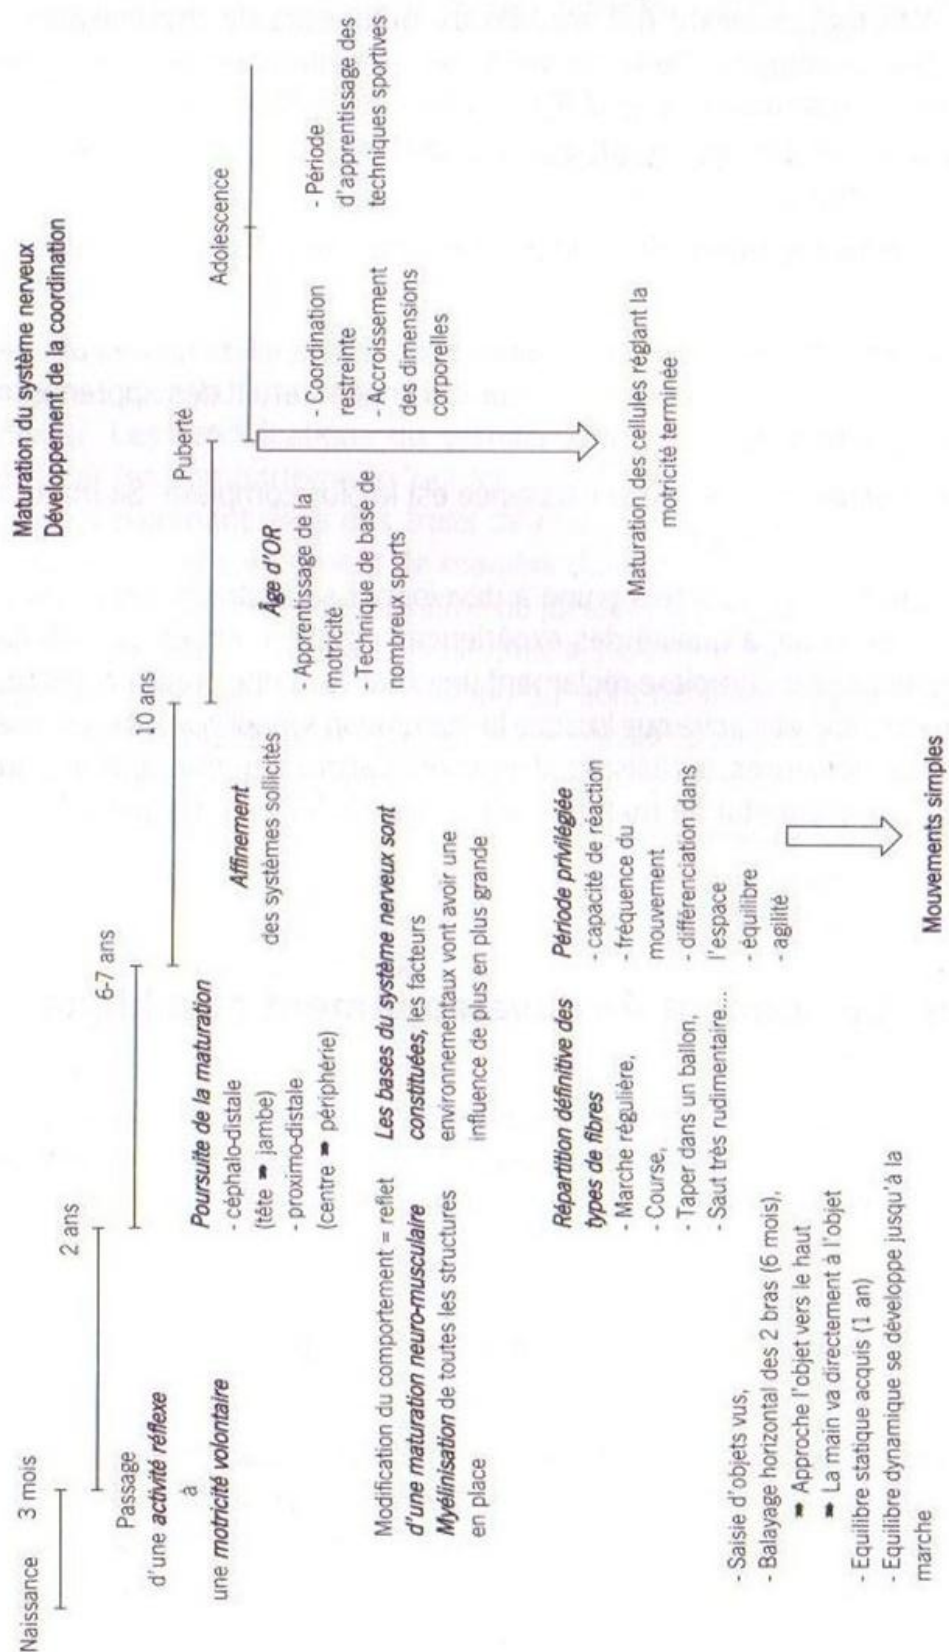 Maturation du système nerveux
Développement de la coordination
Naissance
3 mois
2 ans
6-7 ans
10 ans
Puberté
Adolescence
Passage
d'une activité réflexe
à
une motricité volontaire
Modification du comportement = reflet
d'une maturation neuro-musculaire
Myélinisation de toutes les structures
en place
- Saisie d'objets vus,
- Balayage horizontal des 2 bras (6 mois),
➡ Approche l'objet vers le haut
➡ La main va directement à l'objet
- Equilibre statique acquis (1 an)
- Equilibre dynamique se développe jusqu'à la
marche
Poursuite de la maturation
- céphalo-distale
(tête ➡ jambe)
- proximo-distale
(centre ➡ périphérie)
Les bases du système nerveux sont
constituées, les facteurs
environnementaux vont avoir une
influence de plus en plus grande
Répartition définitive des
types de fibres
- Marche régulière,
- Course,
- Taper dans un ballon,
- Saut très rudimentaire...
Affinement
des systèmes sollicités
Période privilégiée
- capacité de réaction
- fréquence du
mouvement
- différenciation dans
l'espace
- équilibre
- agilité
Mouvements simples
Âge d'OR
- Apprentissage de la
motricité
- Technique de base de
nombreux sports
Maturation des cellules réglant la
motricité terminée
- Coordination
restreinte
- Accroissement
des dimensions
corporelles
- Période
d'apprentissage des
techniques sportives